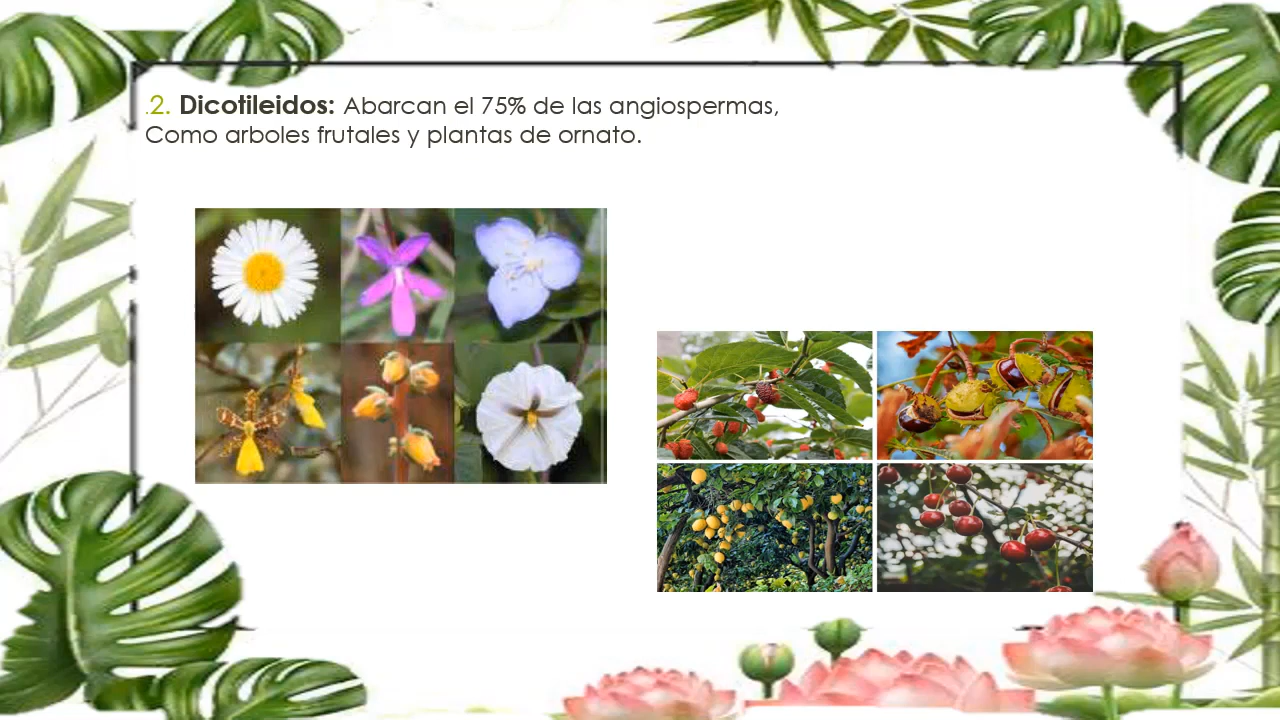 .2. Dicotileidos: Abarcan el 75% de las angiospermas,
Como arboles frutales y plantas de ornato.